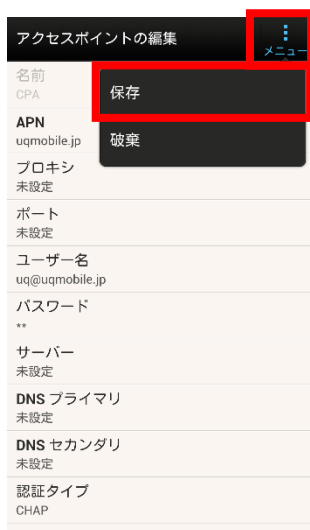 アクセスポイントの編集
メニュー
名前
CPA
保存
APN
uqmobile.jp
破棄
プロキシ
未設定
ポート
未設定
ユーザー名
uq@uqmobile.jp
パスワード
**
サーバー
未設定
DNS プライマリ
未設定
DNS セカンダリ
未設定
認証タイプ
CHAP